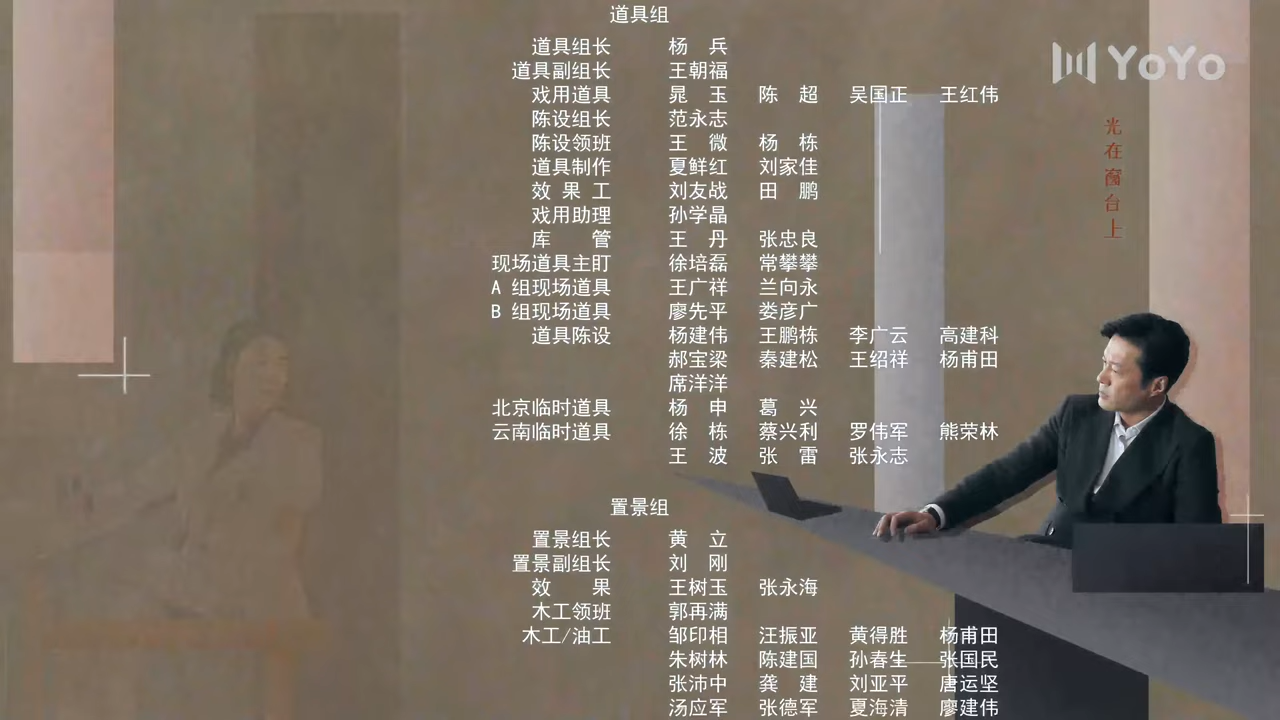 道具组
道具组长 杨 兵
道具副组长 王朝福
戏用道具 晁 玉 陈 超 吴国正 王红伟
陈设组长 范永志
陈设领班 王 微 杨 栋
道具制作 夏鲜红 刘家佳
效 果 工 刘友战 田 鹏
戏用助理 孙学晶
库 管 王 丹 张忠良
现场道具主盯 徐培磊 常攀攀
A 组现场道具 王广祥 兰向永
B 组现场道具 廖先平 娄彦广
道具陈设 杨建伟 王鹏栋 李广云 高建科
郝宝梁 秦建松 王绍祥 杨甫田
席洋洋
北京临时道具 杨 申 葛 兴
云南临时道具 徐 栋 蔡兴利 罗伟军 熊荣林
王 波 张 雷 张永志
置景组
置景组长 黄 立
置景副组长 刘 刚
效 果 王树玉 张永海
木工领班 郭再满
木工/油工 邹印相 汪振亚 黄得胜 杨甫田
朱树林 陈建国 孙春生 张国民
张沛中 龚 建 刘亚平 唐运坚
汤应军 张德军 夏海清 廖建伟
YoYo
光在窗台上